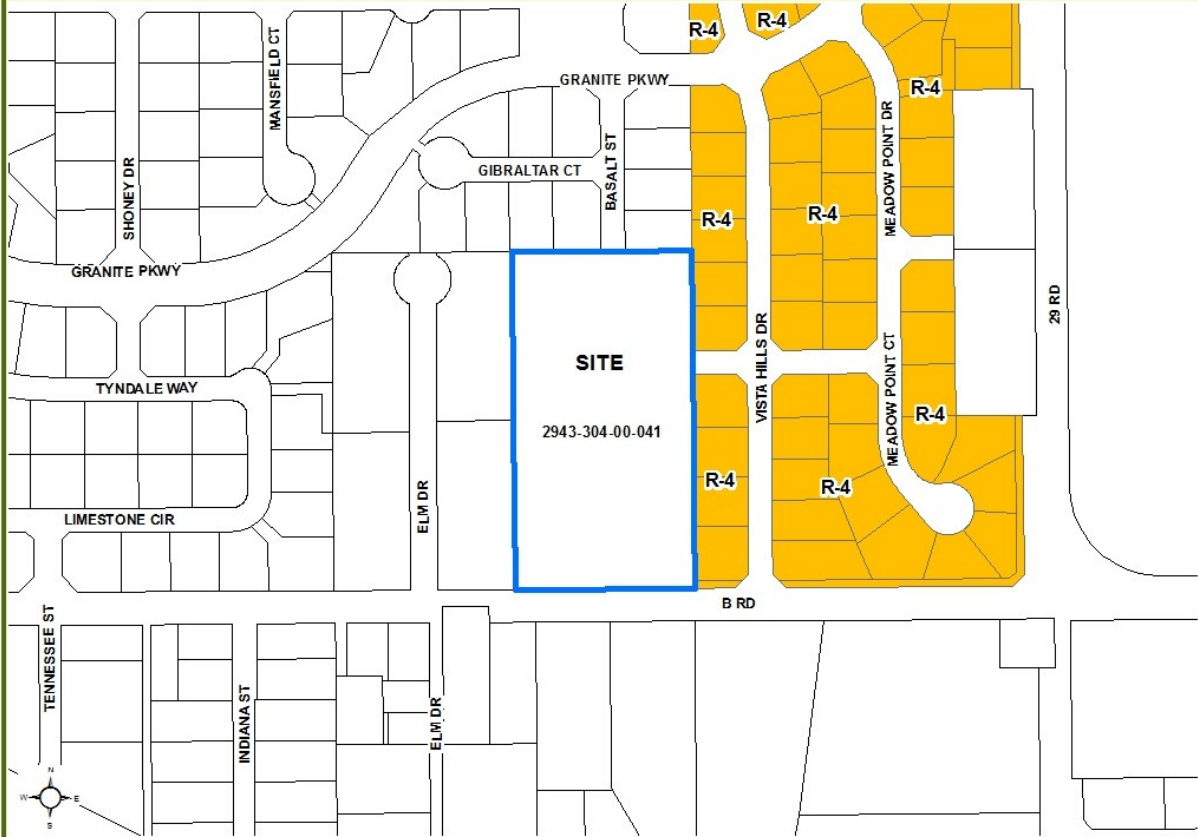 R-4
R-4
MANSFIELD CT
GRANITE PKWY
R-4
MEADOW POINT DR
SHONEY DR
BASALT ST
GIBRALTAR CT
R-4
R-4
GRANITE PKWY
29 RD
VISTA HILLS DR
SITE
MEADOW POINT CT
TYNDALE WAY
R-4
2943-304-00-041
R-4
R-4
ELM DR
LIMESTONE CIR
B RD
TENNESSEE ST
INDIANA ST
ELM DR
N
W
E
S